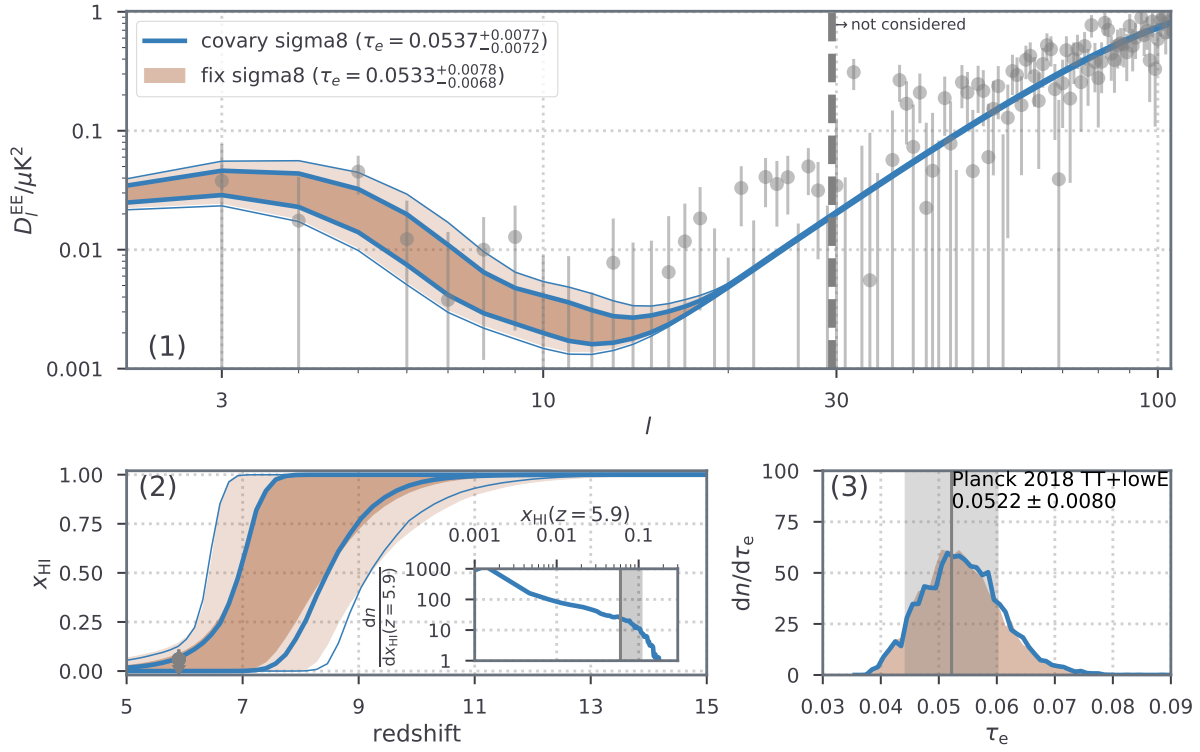 1
0.1
0.01
0.001
D_l^EE/μK²
covary sigma8 (τ_e = 0.0537 +0.0077 −0.0072)
fix sigma8 (τ_e = 0.0533 +0.0078 −0.0068)
→ not considered
(1)
3 10 30 100
l
1.00
0.75
0.50
0.25
0.00
x_HI
(2)
x_HI(z = 5.9)
0.001 0.01 0.1
1000
100
10
1
dn
dx_HI(z = 5.9)
5 7 9 11 13 15
redshift
100
75
50
25
0
dn/dτ_e
(3)
Planck 2018 TT+lowE
0.0522 ± 0.0080
0.03 0.04 0.05 0.06 0.07 0.08 0.09
τ_e